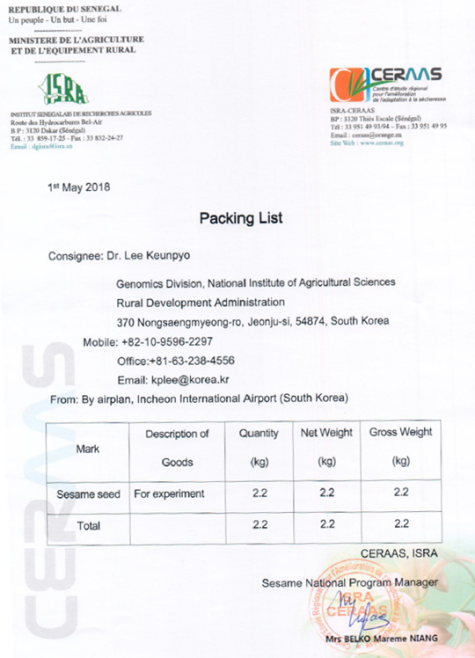 REPUBLIQUE DU SENEGAL
Un peuple - Un but - Une foi
MINISTERE DE L'AGRICULTURE
ET DE L'EQUIPEMENT RURAL
ISRA
INSTITUT SENEGALAIS DE RECHERCHES AGRICOLES
Route des Hydrocarbures Bel-Air
B P : 3120 Dakar (Sénégal)
Tél : 33 859-17-25 - Fax : 33 832-24-27
Email : dgisra@isra.sn
CERAAS
Centre d'étude régional
pour l'amélioration
de l'adaptation à la sécheresse
ISRA-CERAAS
BP : 3320 Thiès Escale (Sénégal)
Tél : 33 951 49 93/94 - Fax : 33 951 49 95
Email : ceraas@orange.sn
Site Web : www.ceraas.org
1st May 2018
Packing List
Consignee: Dr. Lee Keunpyo
Genomics Division, National Institute of Agricultural Sciences
Rural Development Administration
370 Nongsaengmyeong-ro, Jeonju-si, 54874, South Korea
Mobile: +82-10-9596-2297
Office:+81-63-238-4556
Email: kplee@korea.kr
From: By airplan, Incheon International Airport (South Korea)
Mark Description of Goods Quantity (kg) Net Weight (kg) Gross Weight (kg)
Sesame seed For experiment 2.2 2.2 2.2
Total 2.2 2.2 2.2
CERAAS
CERAAS, ISRA
Sesame National Program Manager
ISRA
CERAAS
Mrs BELKO Mareme NIANG